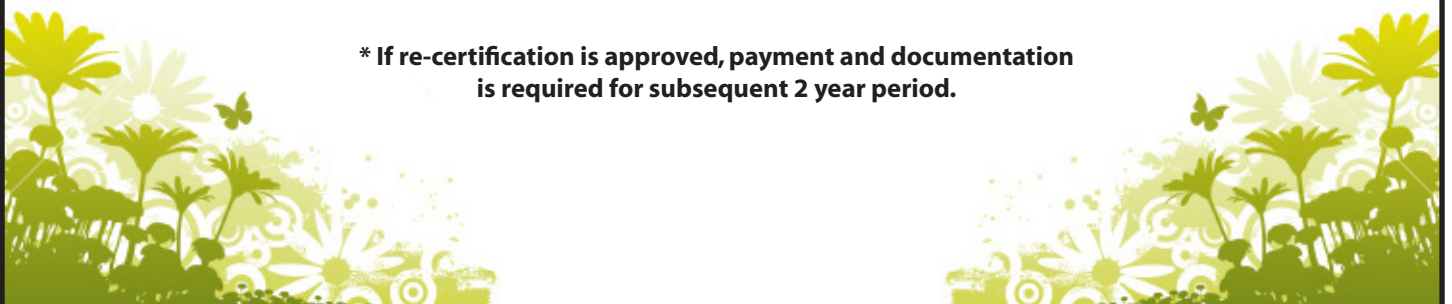 * If re-certification is approved, payment and documentation
is required for subsequent 2 year period.